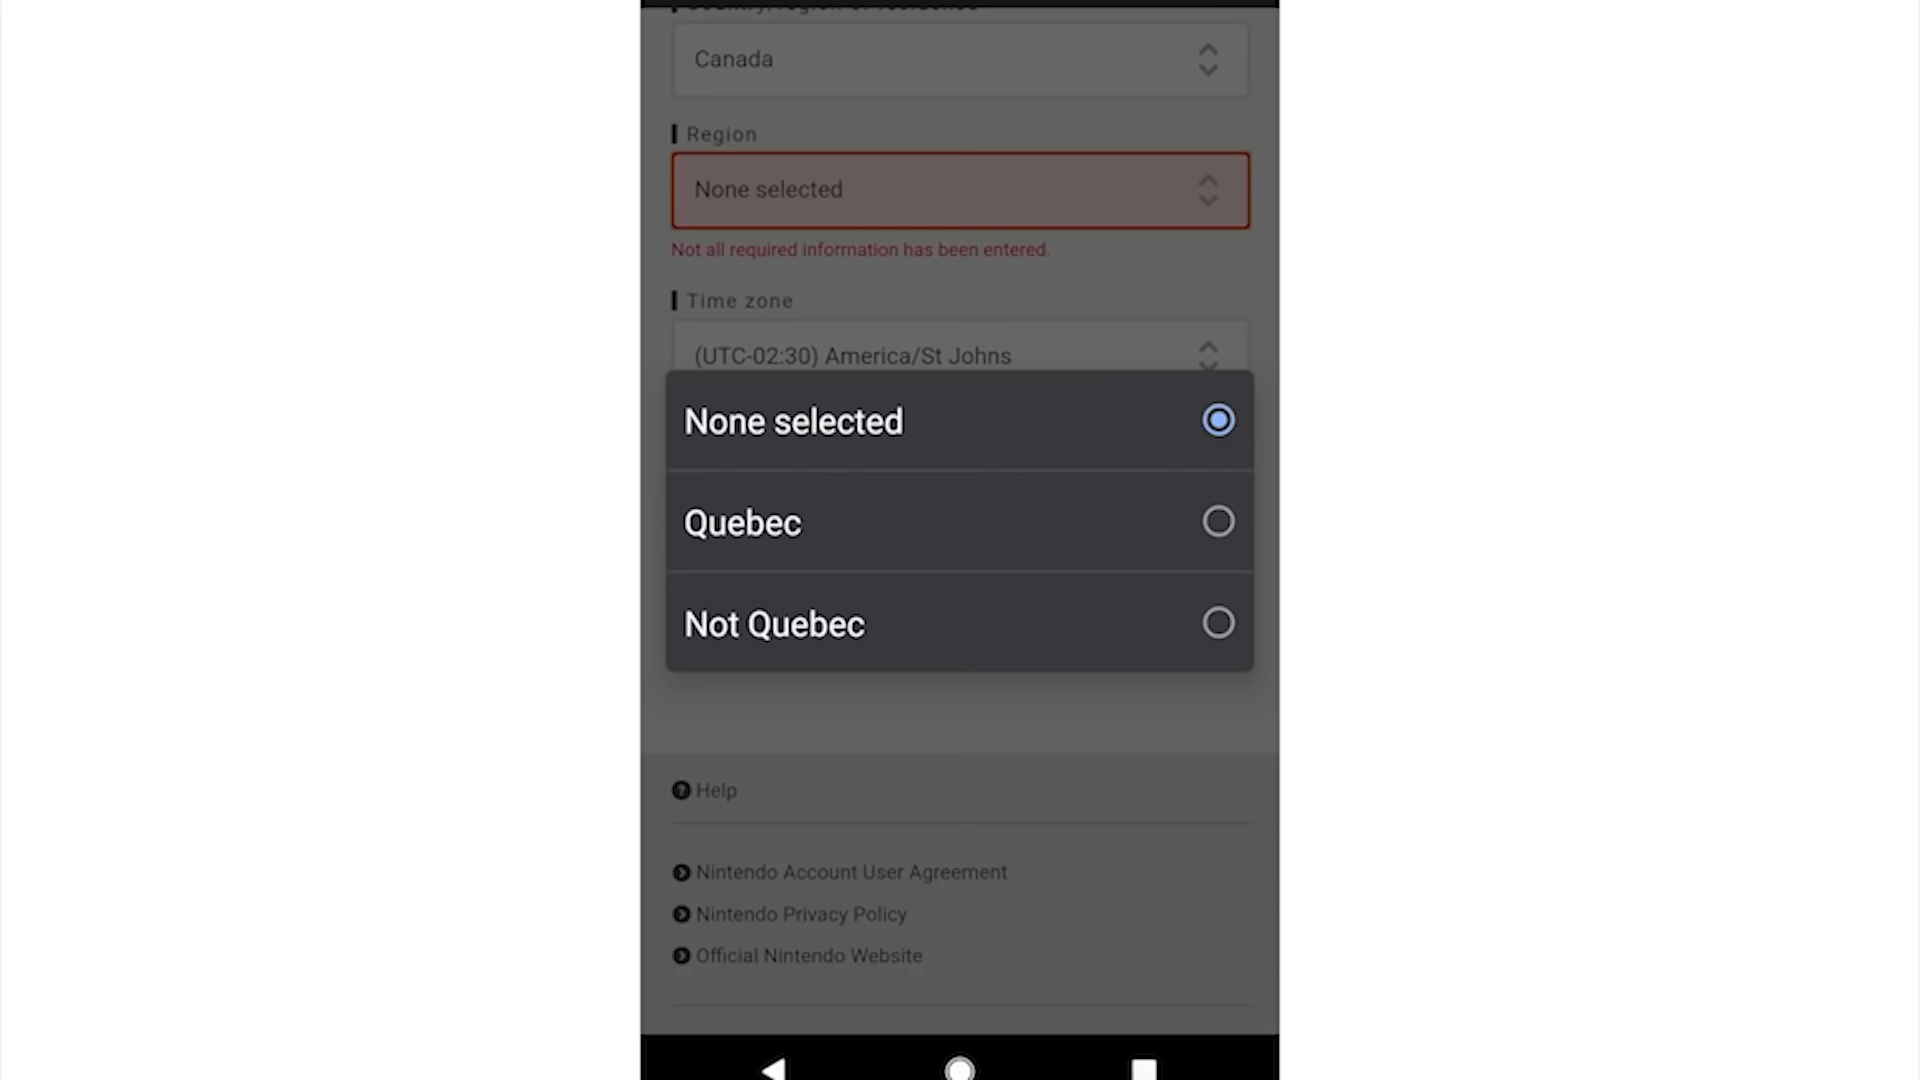 Canada
Region
None selected
Not all required information has been entered.
Time zone
(UTC-02:30) America/St Johns
None selected
Quebec
Not Quebec
Help
Nintendo Account User Agreement
Nintendo Privacy Policy
Official Nintendo Website